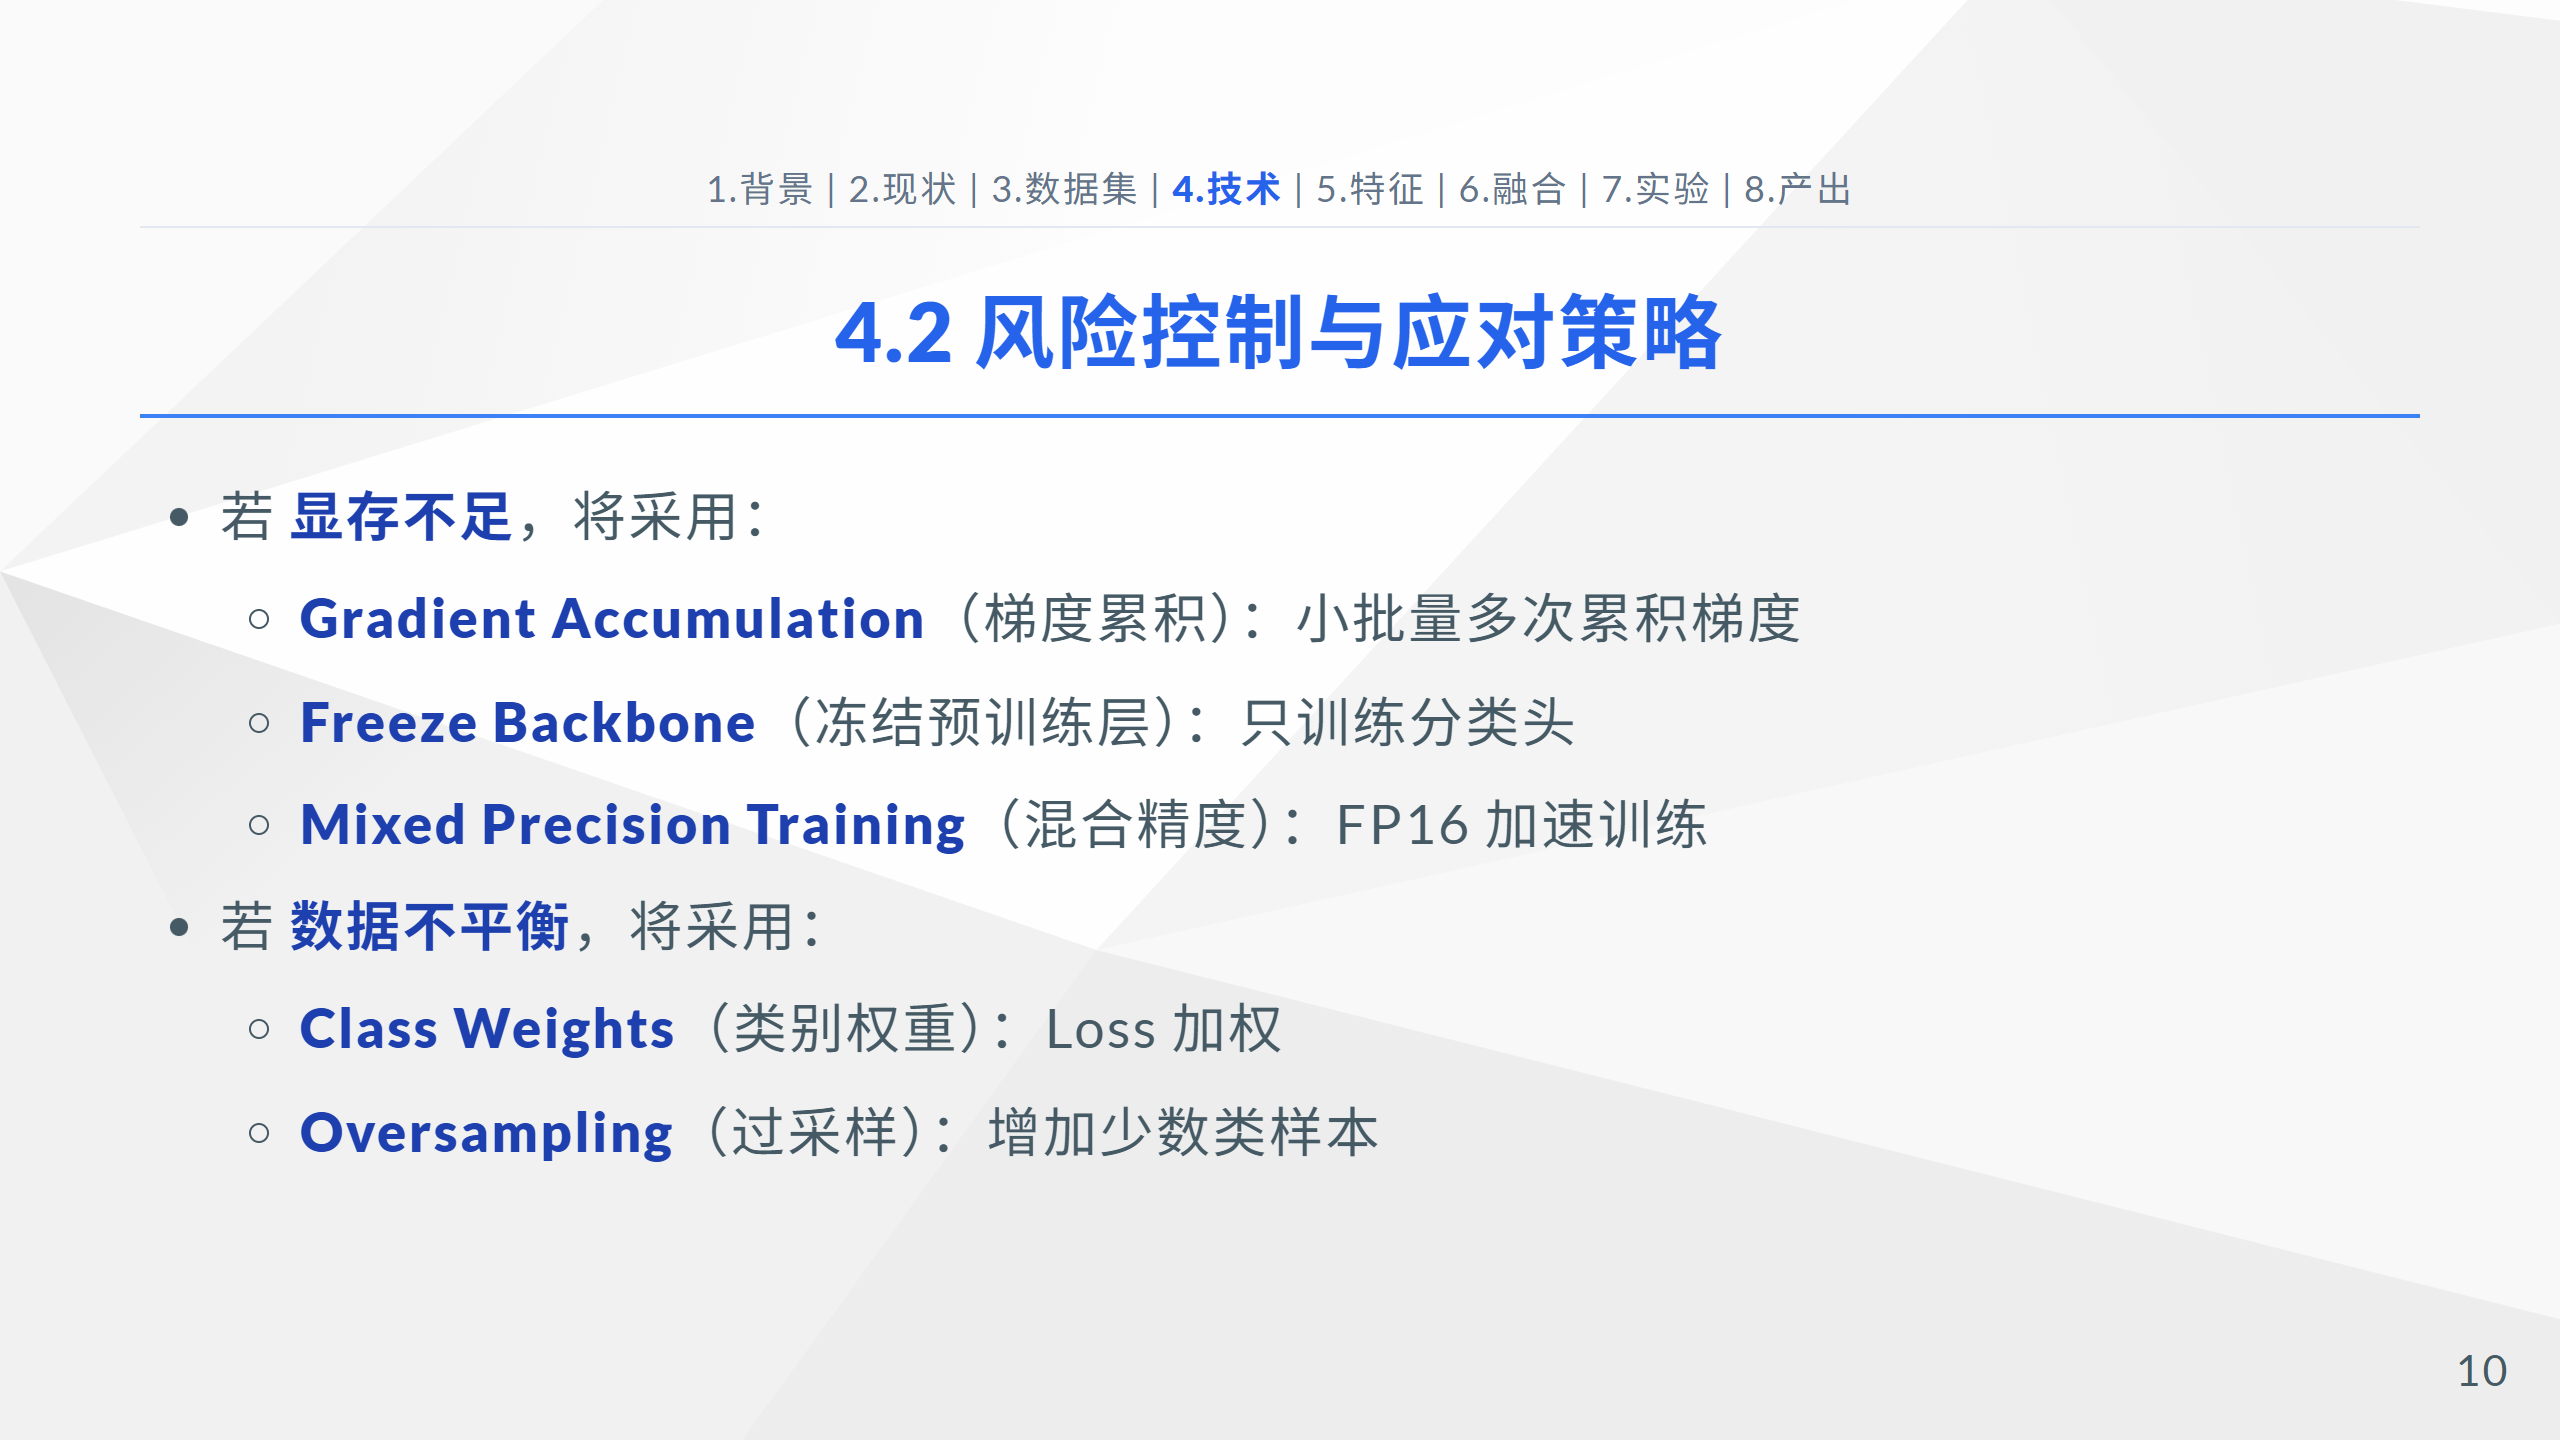 1.背景 | 2.现状 | 3.数据集 | 4.技术 | 5.特征 | 6.融合 | 7.实验 | 8.产出
4.2 风险控制与应对策略
• 若 显存不足，将采用：
○ Gradient Accumulation（梯度累积）：小批量多次累积梯度
○ Freeze Backbone（冻结预训练层）：只训练分类头
○ Mixed Precision Training（混合精度）：FP16 加速训练
• 若 数据不平衡，将采用：
○ Class Weights（类别权重）：Loss 加权
○ Oversampling（过采样）：增加少数类样本
10